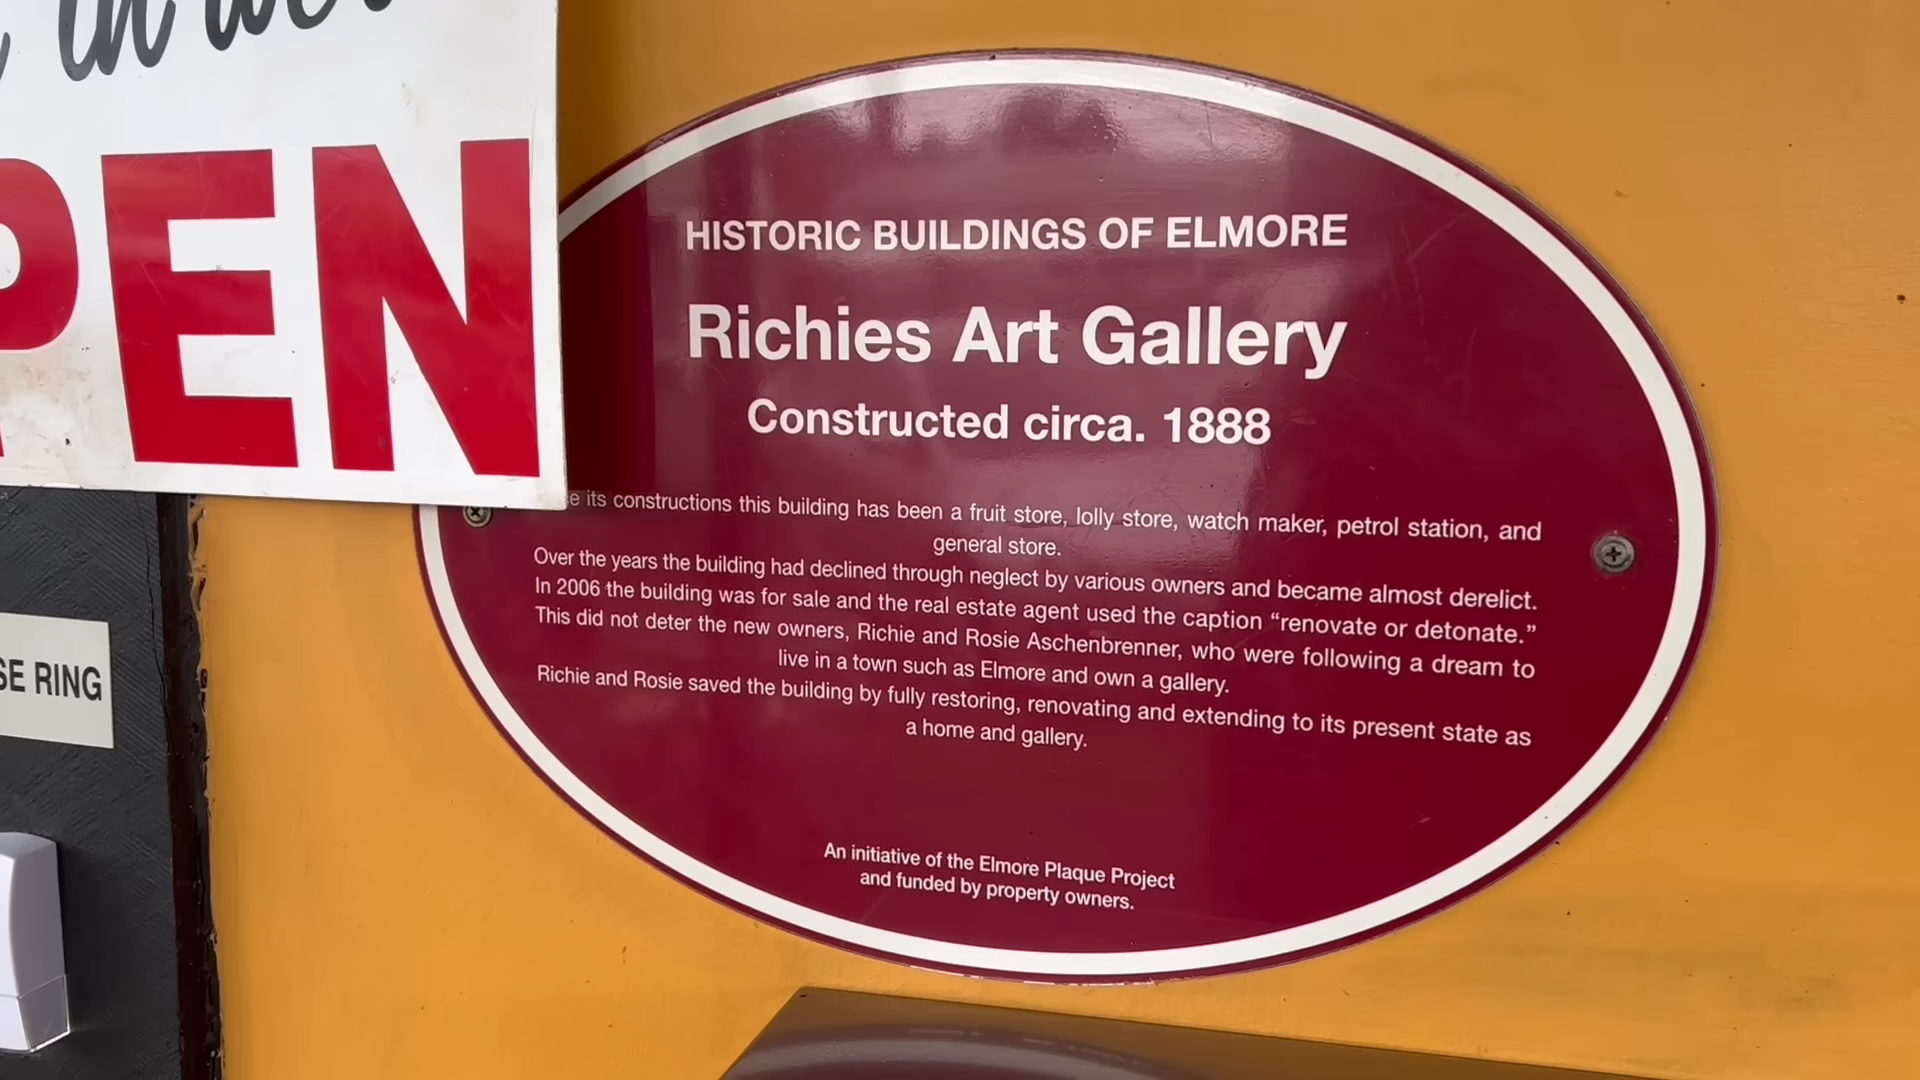 in we
PEN
SE RING
HISTORIC BUILDINGS OF ELMORE
Richies Art Gallery
Constructed circa. 1888
its constructions this building has been a fruit store, lolly store, watch maker, petrol station, and
general store.
Over the years the building had declined through neglect by various owners and became almost derelict.
In 2006 the building was for sale and the real estate agent used the caption “renovate or detonate.”
This did not deter the new owners, Richie and Rosie Aschenbrenner, who were following a dream to
live in a town such as Elmore and own a gallery.
Richie and Rosie saved the building by fully restoring, renovating and extending to its present state as
a home and gallery.
An initiative of the Elmore Plaque Project
and funded by property owners.